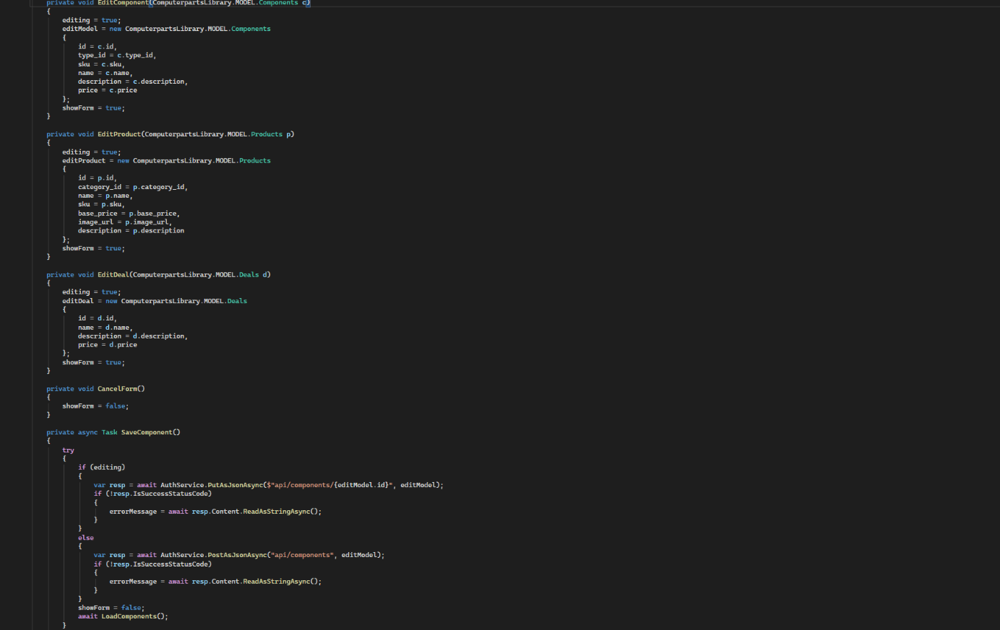 private void EditComponent(ComputerpartsLibrary.MODEL.Components c)
{
editing = true;
editModel = new ComputerpartsLibrary.MODEL.Components
{
id = c.id,
type_id = c.type_id,
sku = c.sku,
name = c.name,
description = c.description,
price = c.price
};
showForm = true;
}
private void EditProduct(ComputerpartsLibrary.MODEL.Products p)
{
editing = true;
editProduct = new ComputerpartsLibrary.MODEL.Products
{
id = p.id,
category_id = p.category_id,
name = p.name,
sku = p.sku,
base_price = p.base_price,
image_url = p.image_url,
description = p.description
};
showForm = true;
}
private void EditDeal(ComputerpartsLibrary.MODEL.Deals d)
{
editing = true;
editDeal = new ComputerpartsLibrary.MODEL.Deals
{
id = d.id,
name = d.name,
description = d.description,
price = d.price
};
showForm = true;
}
private void CancelForm()
{
showForm = false;
}
private async Task SaveComponent()
{
try
{
if (editing)
{
var resp = await AuthService.PutAsJsonAsync($"api/components/{editModel.id}", editModel);
if (!resp.IsSuccessStatusCode)
{
errorMessage = await resp.Content.ReadAsStringAsync();
}
}
else
{
var resp = await AuthService.PostAsJsonAsync("api/components", editModel);
if (!resp.IsSuccessStatusCode)
{
errorMessage = await resp.Content.ReadAsStringAsync();
}
}
showForm = false;
await LoadComponents();
}